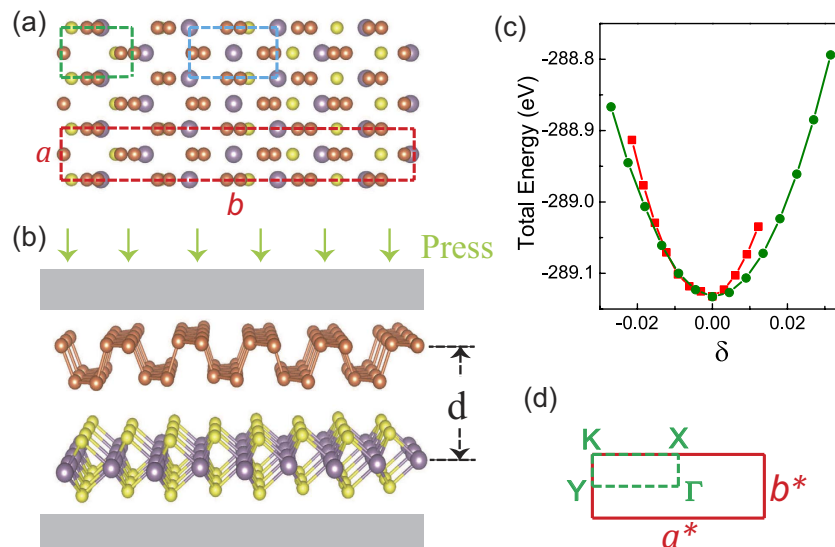 (a)
a
b
(b)
Press
d
(c)
Total Energy (eV)
-288.8
-288.9
-289.0
-289.1
-0.02 0.00 0.02
δ
(d)
K X
Y Γ b*
a*